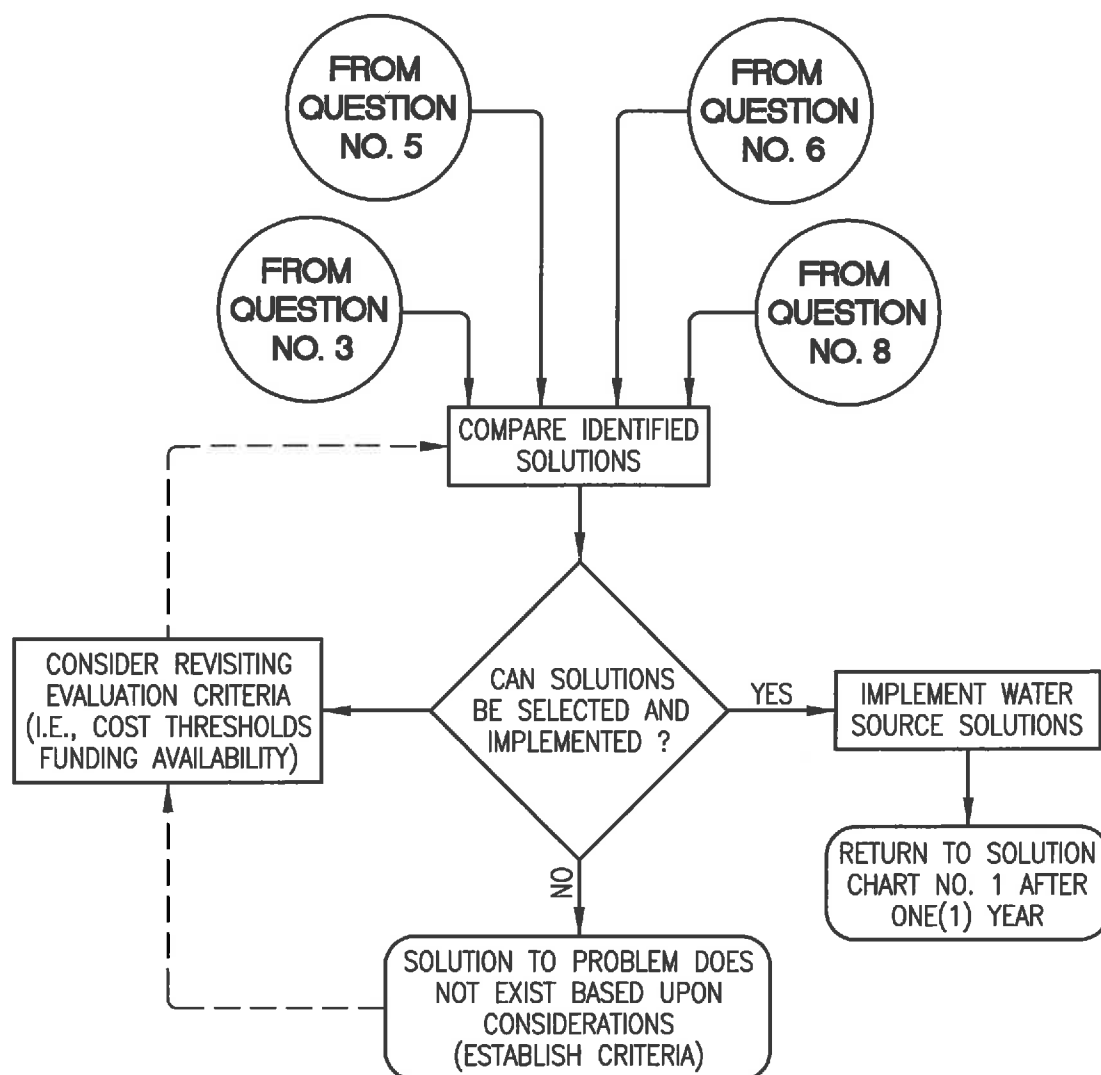 FROM
QUESTION
NO. 5
FROM
QUESTION
NO. 6
FROM
QUESTION
NO. 3
FROM
QUESTION
NO. 8
COMPARE IDENTIFIED
SOLUTIONS
CONSIDER REVISITING
EVALUATION CRITERIA
(I.E., COST THRESHOLDS
FUNDING AVAILABILITY)
CAN SOLUTIONS
BE SELECTED AND
IMPLEMENTED ?
YES
IMPLEMENT WATER
SOURCE SOLUTIONS
RETURN TO SOLUTION
CHART NO. 1 AFTER
ONE(1) YEAR
NO
SOLUTION TO PROBLEM DOES
NOT EXIST BASED UPON
CONSIDERATIONS
(ESTABLISH CRITERIA)